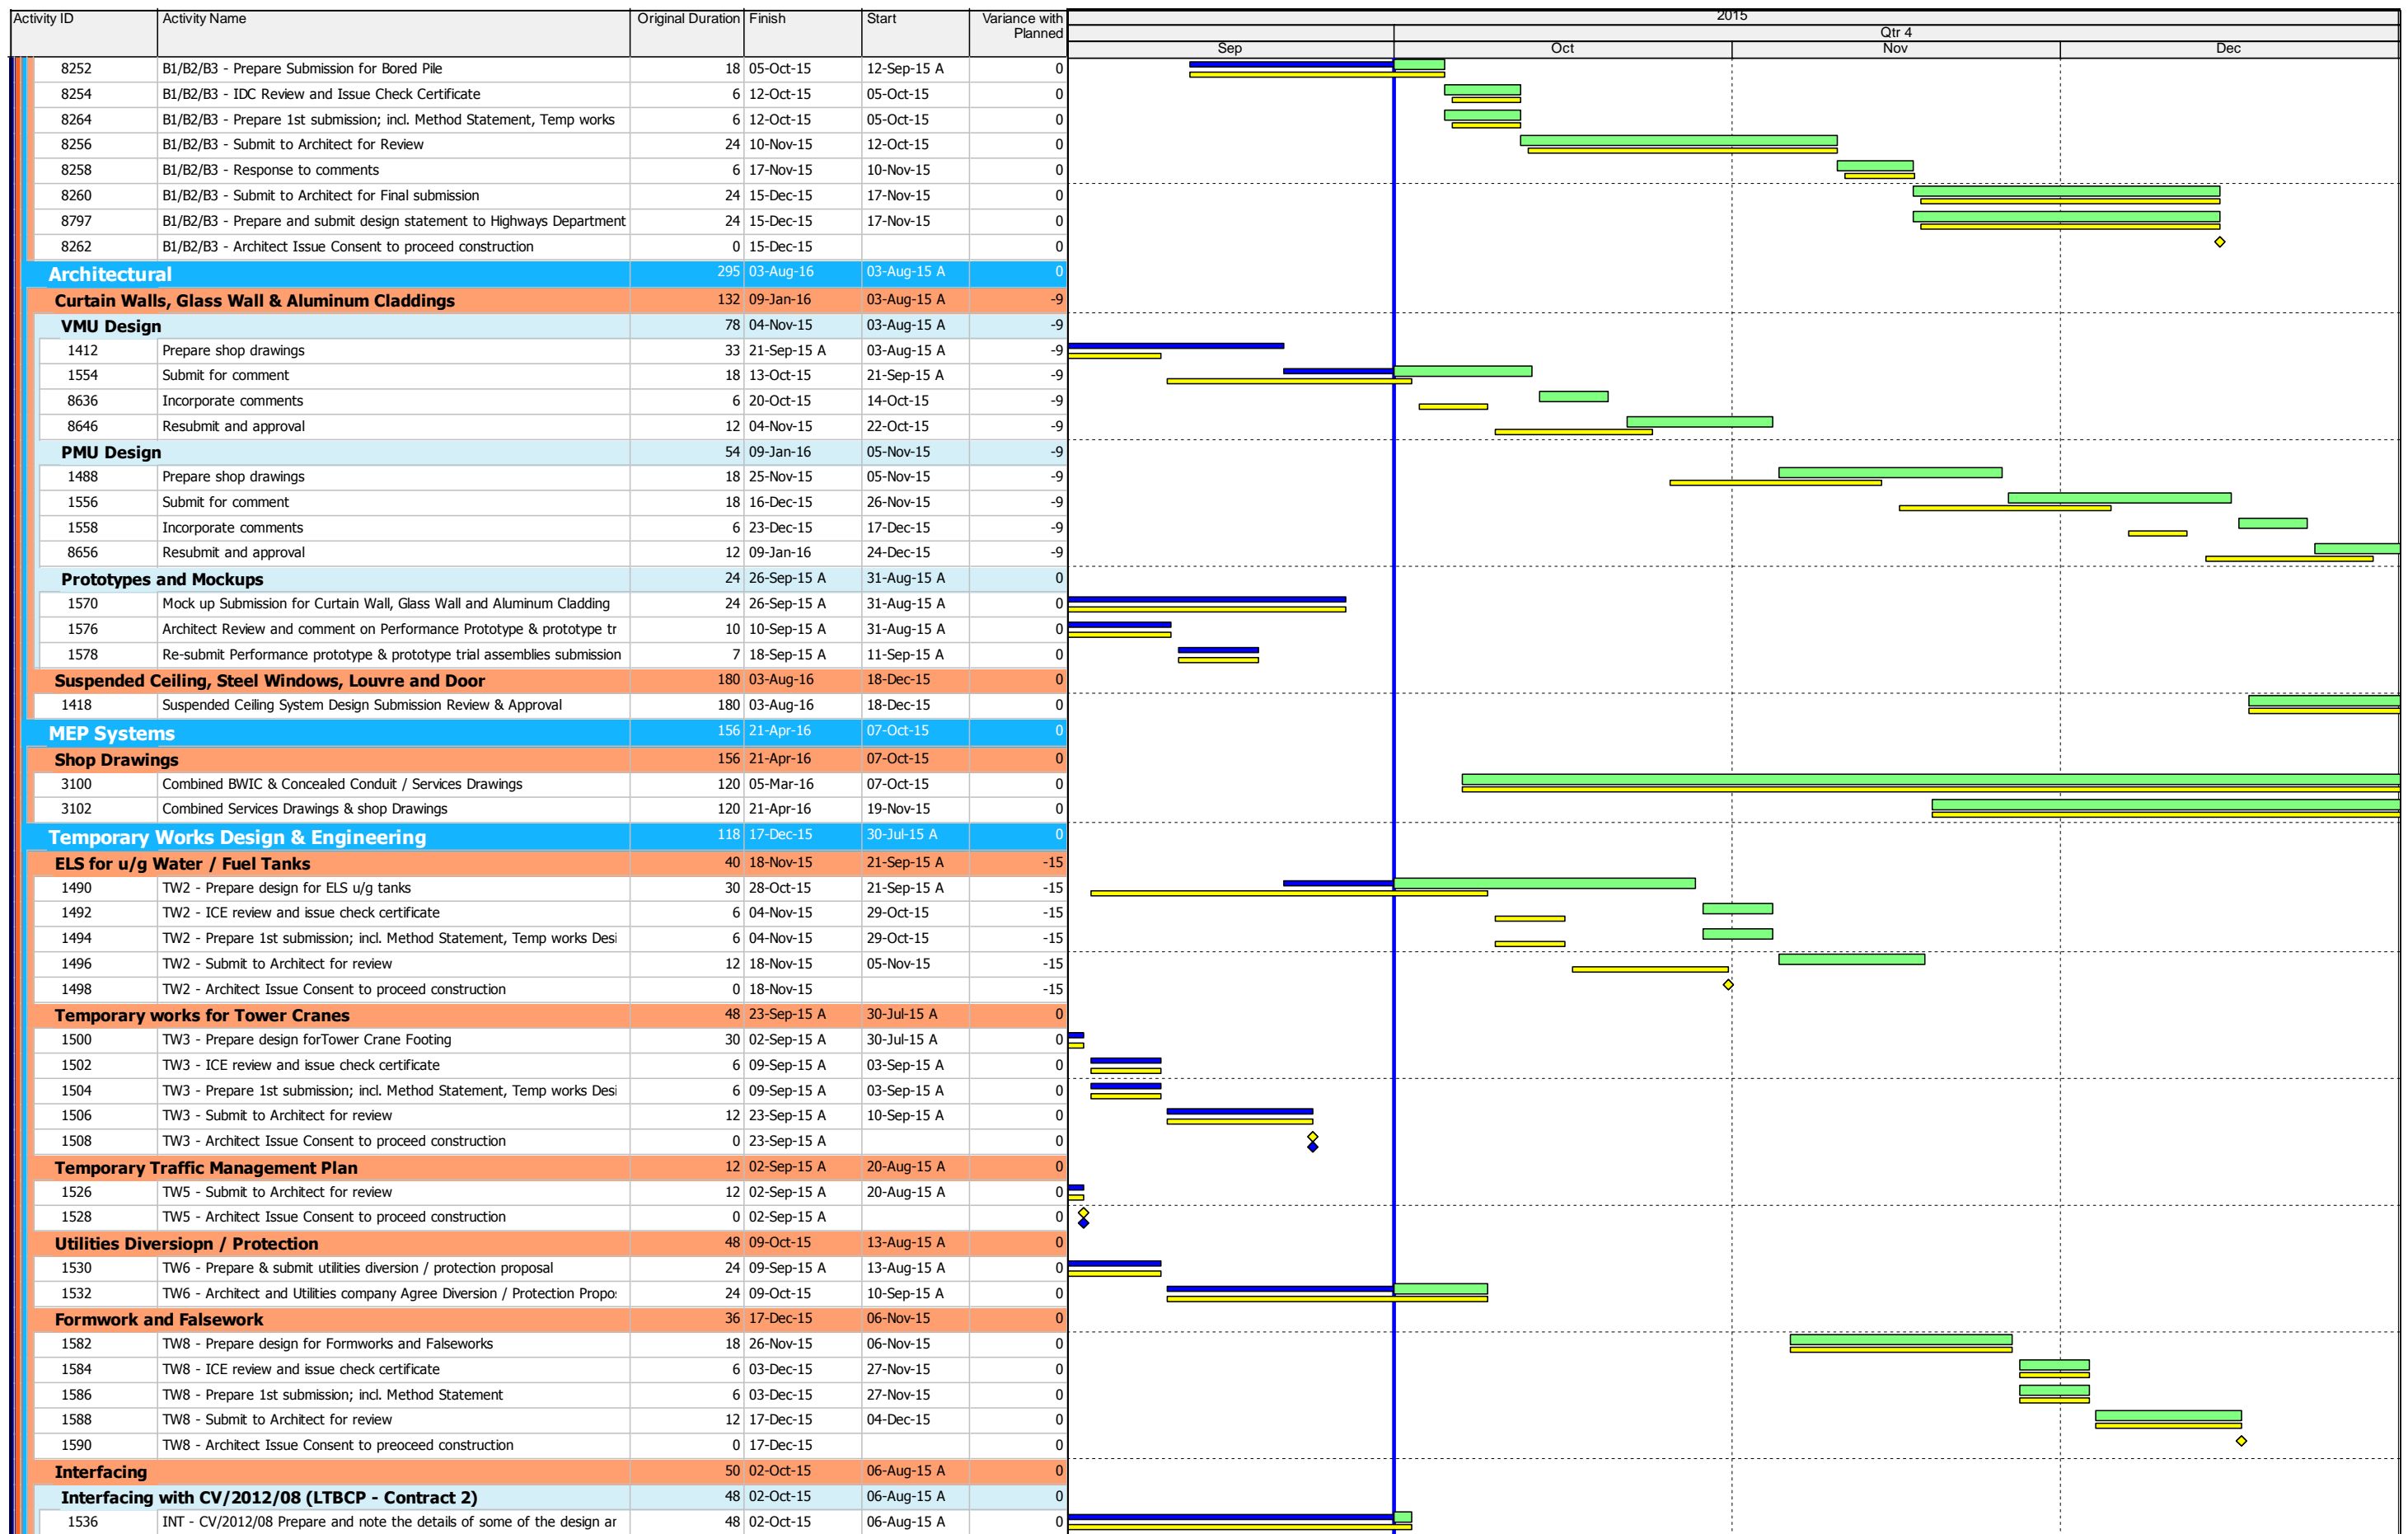 Activity ID Activity Name Original Duration Finish Start Variance with Planned 2015
Qtr 4
Sep Oct Nov Dec
8252 B1/B2/B3 - Prepare Submission for Bored Pile 18 05-Oct-15 12-Sep-15 A 0
8254 B1/B2/B3 - IDC Review and Issue Check Certificate 6 12-Oct-15 05-Oct-15 0
8264 B1/B2/B3 - Prepare 1st submission; incl. Method Statement, Temp works 6 12-Oct-15 05-Oct-15 0
8256 B1/B2/B3 - Submit to Architect for Review 24 10-Nov-15 12-Oct-15 0
8258 B1/B2/B3 - Response to comments 6 17-Nov-15 10-Nov-15 0
8260 B1/B2/B3 - Submit to Architect for Final submission 24 15-Dec-15 17-Nov-15 0
8797 B1/B2/B3 - Prepare and submit design statement to Highways Department 24 15-Dec-15 17-Nov-15 0
8262 B1/B2/B3 - Architect Issue Consent to proceed construction 0 15-Dec-15 0
Architectural 295 03-Aug-16 03-Aug-15 A 0
Curtain Walls, Glass Wall & Aluminum Claddings 132 09-Jan-16 03-Aug-15 A -9
VMU Design 78 04-Nov-15 03-Aug-15 A -9
1412 Prepare shop drawings 33 21-Sep-15 A 03-Aug-15 A -9
1554 Submit for comment 18 13-Oct-15 21-Sep-15 A -9
8636 Incorporate comments 6 20-Oct-15 14-Oct-15 -9
8646 Resubmit and approval 12 04-Nov-15 22-Oct-15 -9
PMU Design 54 09-Jan-16 05-Nov-15 -9
1488 Prepare shop drawings 18 25-Nov-15 05-Nov-15 -9
1556 Submit for comment 18 16-Dec-15 26-Nov-15 -9
1558 Incorporate comments 6 23-Dec-15 17-Dec-15 -9
8656 Resubmit and approval 12 09-Jan-16 24-Dec-15 -9
Prototypes and Mockups 24 26-Sep-15 A 31-Aug-15 A 0
1570 Mock up Submission for Curtain Wall, Glass Wall and Aluminum Cladding 24 26-Sep-15 A 31-Aug-15 A 0
1576 Architect Review and comment on Performance Prototype & prototype tr 10 10-Sep-15 A 31-Aug-15 A 0
1578 Re-submit Performance prototype & prototype trial assemblies submission 7 18-Sep-15 A 11-Sep-15 A 0
Suspended Ceiling, Steel Windows, Louvre and Door 180 03-Aug-16 18-Dec-15 0
1418 Suspended Ceiling System Design Submission Review & Approval 180 03-Aug-16 18-Dec-15 0
MEP Systems 156 21-Apr-16 07-Oct-15 0
Shop Drawings 156 21-Apr-16 07-Oct-15 0
3100 Combined BWIC & Concealed Conduit / Services Drawings 120 05-Mar-16 07-Oct-15 0
3102 Combined Services Drawings & shop Drawings 120 21-Apr-16 19-Nov-15 0
Temporary Works Design & Engineering 118 17-Dec-15 30-Jul-15 A 0
ELS for u/g Water / Fuel Tanks 40 18-Nov-15 21-Sep-15 A -15
1490 TW2 - Prepare design for ELS u/g tanks 30 28-Oct-15 21-Sep-15 A -15
1492 TW2 - ICE review and issue check certificate 6 04-Nov-15 29-Oct-15 -15
1494 TW2 - Prepare 1st submission; incl. Method Statement, Temp works Desi 6 04-Nov-15 29-Oct-15 -15
1496 TW2 - Submit to Architect for review 12 18-Nov-15 05-Nov-15 -15
1498 TW2 - Architect Issue Consent to proceed construction 0 18-Nov-15 -15
Temporary works for Tower Cranes 48 23-Sep-15 A 30-Jul-15 A 0
1500 TW3 - Prepare design forTower Crane Footing 30 02-Sep-15 A 30-Jul-15 A 0
1502 TW3 - ICE review and issue check certificate 6 09-Sep-15 A 03-Sep-15 A 0
1504 TW3 - Prepare 1st submission; incl. Method Statement, Temp works Desi 6 09-Sep-15 A 03-Sep-15 A 0
1506 TW3 - Submit to Architect for review 12 23-Sep-15 A 10-Sep-15 A 0
1508 TW3 - Architect Issue Consent to proceed construction 0 23-Sep-15 A 0
Temporary Traffic Management Plan 12 02-Sep-15 A 20-Aug-15 A 0
1526 TW5 - Submit to Architect for review 12 02-Sep-15 A 20-Aug-15 A 0
1528 TW5 - Architect Issue Consent to proceed construction 0 02-Sep-15 A 0
Utilities Diversiopn / Protection 48 09-Oct-15 13-Aug-15 A 0
1530 TW6 - Prepare & submit utilities diversion / protection proposal 24 09-Sep-15 A 13-Aug-15 A 0
1532 TW6 - Architect and Utilities company Agree Diversion / Protection Propo 24 09-Oct-15 10-Sep-15 A 0
Formwork and Falsework 36 17-Dec-15 06-Nov-15 0
1582 TW8 - Prepare design for Formworks and Falseworks 18 26-Nov-15 06-Nov-15 0
1584 TW8 - ICE review and issue check certificate 6 03-Dec-15 27-Nov-15 0
1586 TW8 - Prepare 1st submission; incl. Method Statement 6 03-Dec-15 27-Nov-15 0
1588 TW8 - Submit to Architect for review 12 17-Dec-15 04-Dec-15 0
1590 TW8 - Architect Issue Consent to preoceed construction 0 17-Dec-15 0
Interfacing 50 02-Oct-15 06-Aug-15 A 0
Interfacing with CV/2012/08 (LTBCP - Contract 2) 48 02-Oct-15 06-Aug-15 A 0
1536 INT - CV/2012/08 Prepare and note the details of some of the design ar 48 02-Oct-15 06-Aug-15 A 0